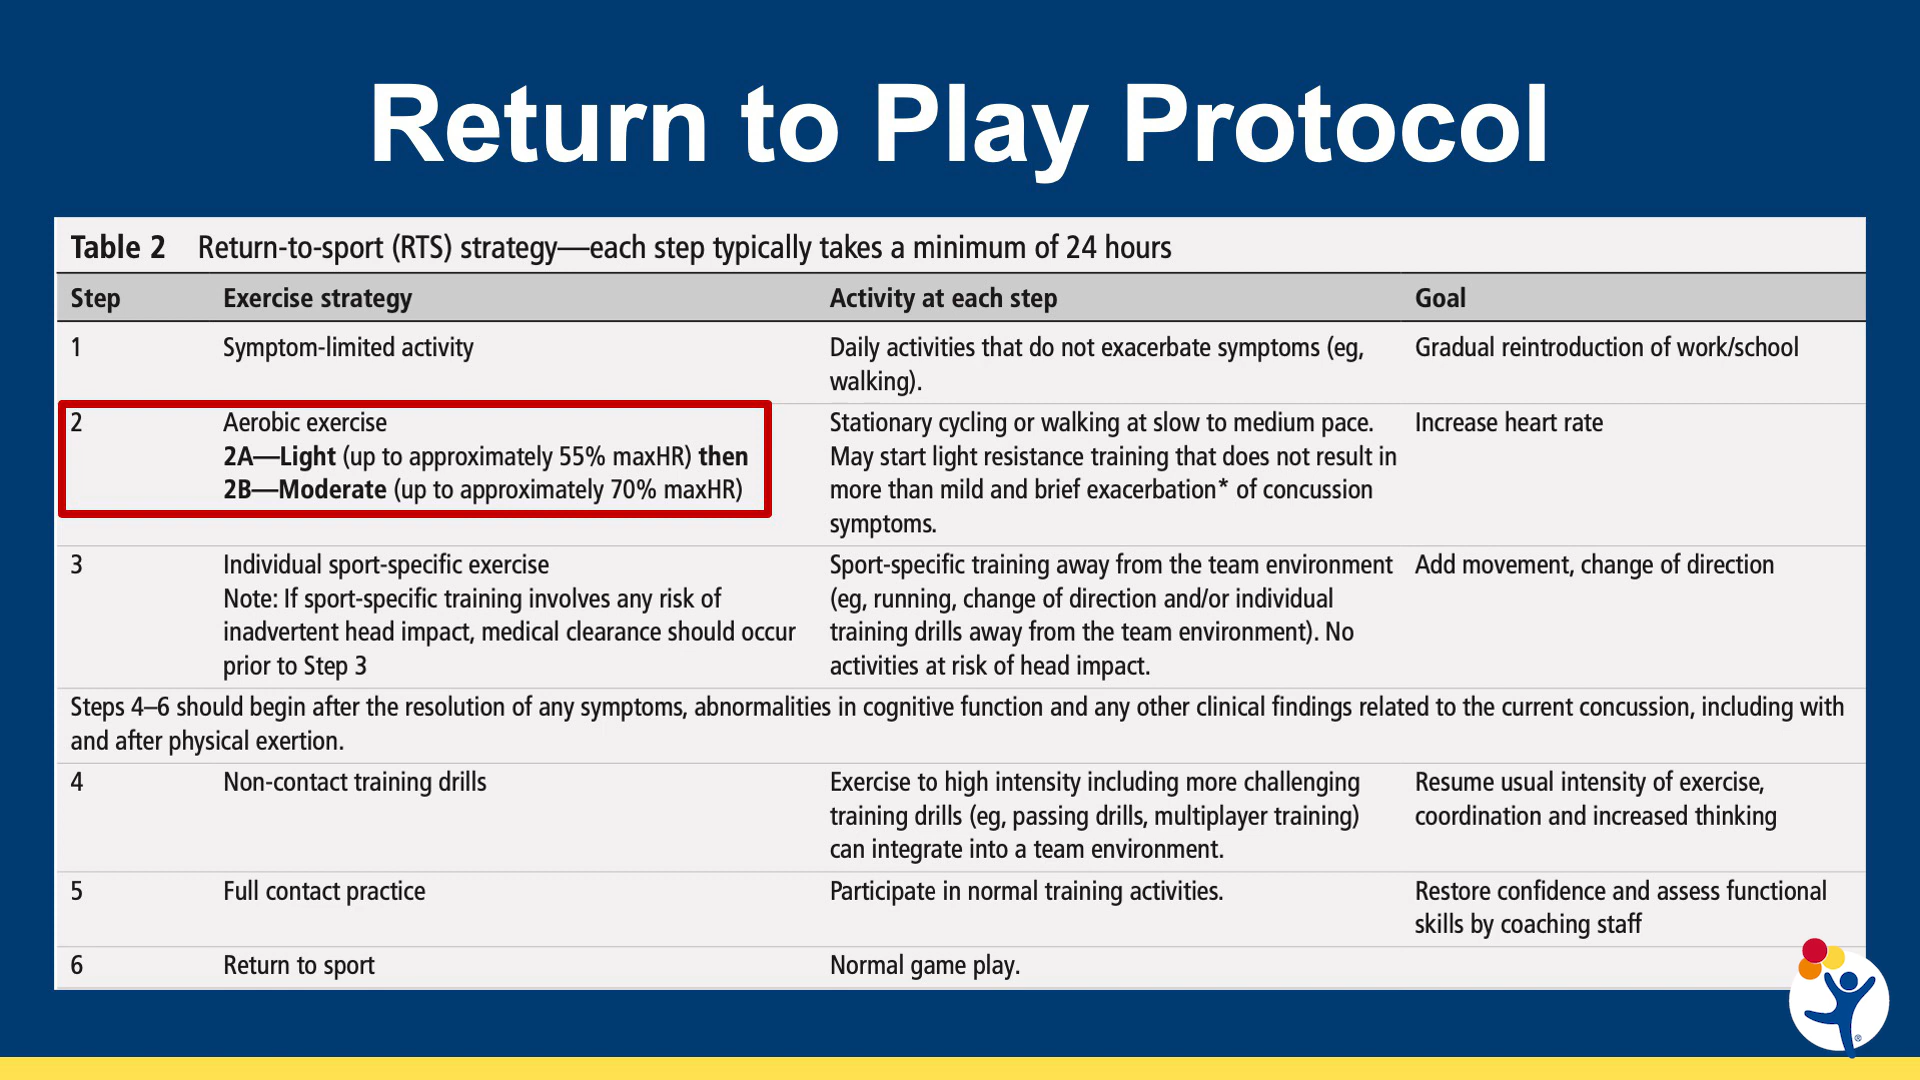 Return to Play Protocol
Table 2 Return-to-sport (RTS) strategy—each step typically takes a minimum of 24 hours
Step Exercise strategy Activity at each step Goal
1 Symptom-limited activity Daily activities that do not exacerbate symptoms (eg, Gradual reintroduction of work/school
walking).
2 Aerobic exercise Stationary cycling or walking at slow to medium pace. Increase heart rate
2A—Light (up to approximately 55% maxHR) then May start light resistance training that does not result in
2B—Moderate (up to approximately 70% maxHR) more than mild and brief exacerbation* of concussion
symptoms.
3 Individual sport-specific exercise Sport-specific training away from the team environment Add movement, change of direction
Note: If sport-specific training involves any risk of (eg, running, change of direction and/or individual
inadvertent head impact, medical clearance should occur training drills away from the team environment). No
prior to Step 3 activities at risk of head impact.
Steps 4–6 should begin after the resolution of any symptoms, abnormalities in cognitive function and any other clinical findings related to the current concussion, including with
and after physical exertion.
4 Non-contact training drills Exercise to high intensity including more challenging Resume usual intensity of exercise,
training drills (eg, passing drills, multiplayer training) coordination and increased thinking
can integrate into a team environment.
5 Full contact practice Participate in normal training activities. Restore confidence and assess functional
skills by coaching staff
6 Return to sport Normal game play.
®